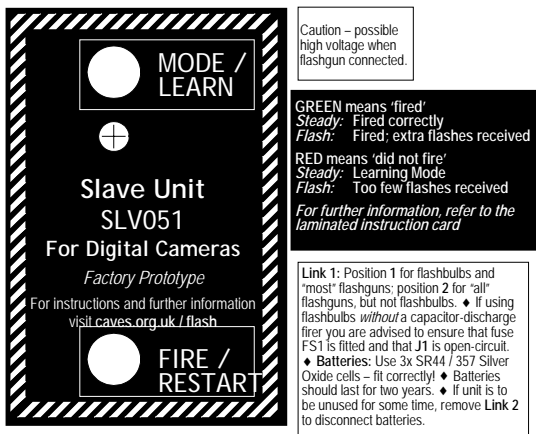 MODE /
LEARN
Slave Unit
SLV051
For Digital Cameras
Factory Prototype
For instructions and further information
visit caves.org.uk / flash
FIRE /
RESTART
Caution – possible
high voltage when
flashgun connected.
GREEN means 'fired'
Steady: Fired correctly
Flash: Fired; extra flashes received
RED means 'did not fire'
Steady: Learning Mode
Flash: Too few flashes received
For further information, refer to the
laminated instruction card
Link 1: Position 1 for flashbulbs and
"most" flashguns; position 2 for "all"
flashguns, but not flashbulbs. ♦ If using
flashbulbs without a capacitor-discharge
firer you are advised to ensure that fuse
FS1 is fitted and that J1 is open-circuit.
♦ Batteries: Use 3x SR44 / 357 Silver
Oxide cells – fit correctly! ♦ Batteries
should last for two years. ♦ If unit is to
be unused for some time, remove Link 2
to disconnect batteries.